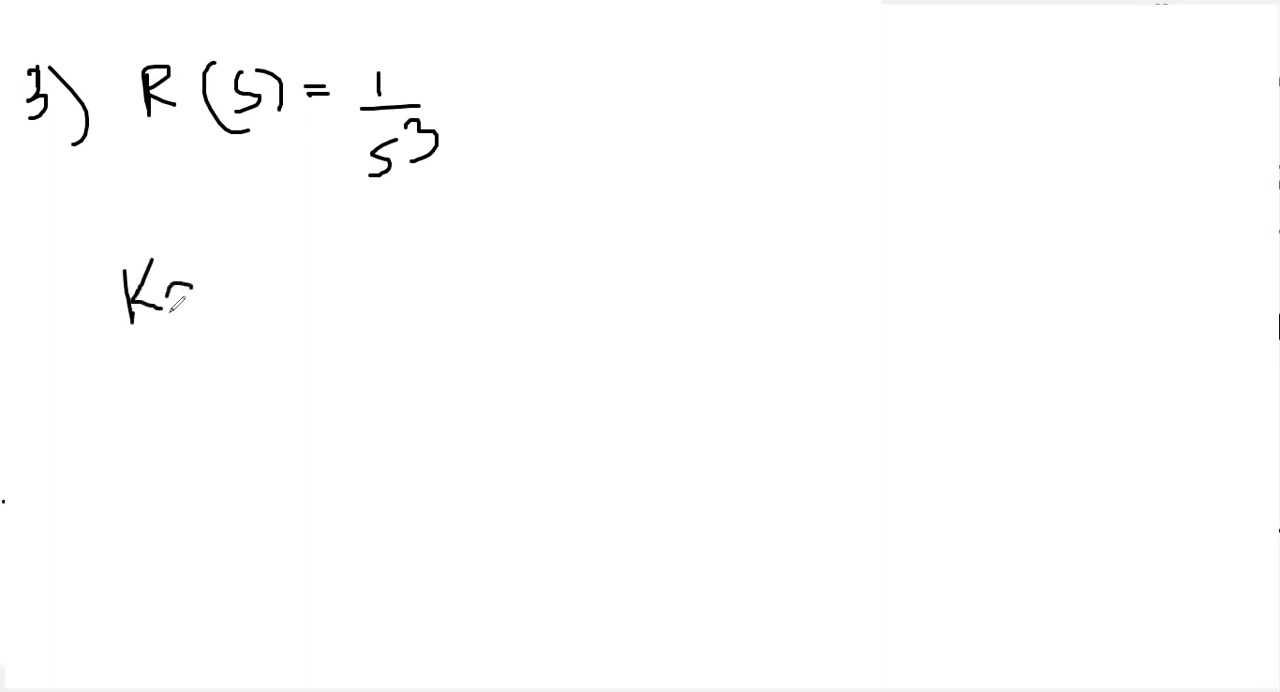 3) R(s) = 1/s³
K